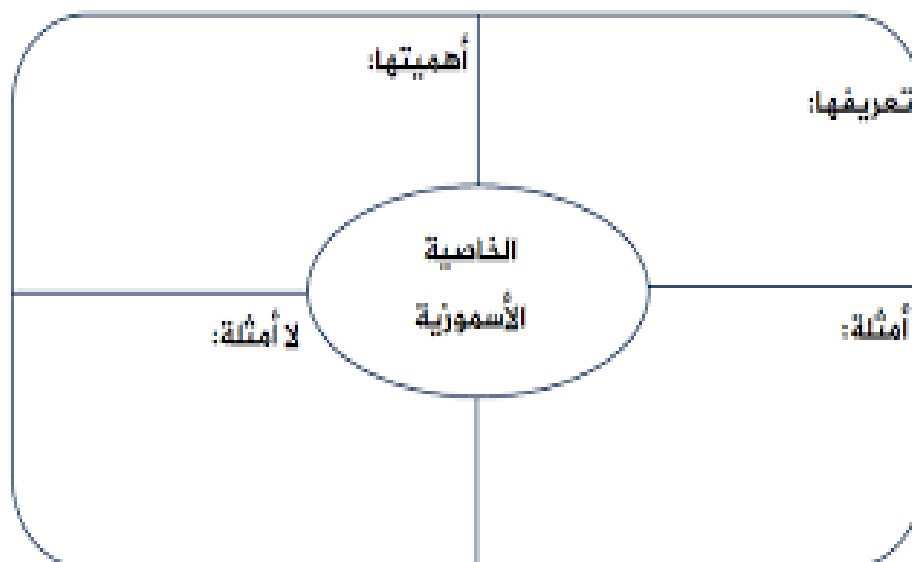 أهميتها:
تعريفها:
الخاصية
الأسموزية
أمثلة:
لا أمثلة: